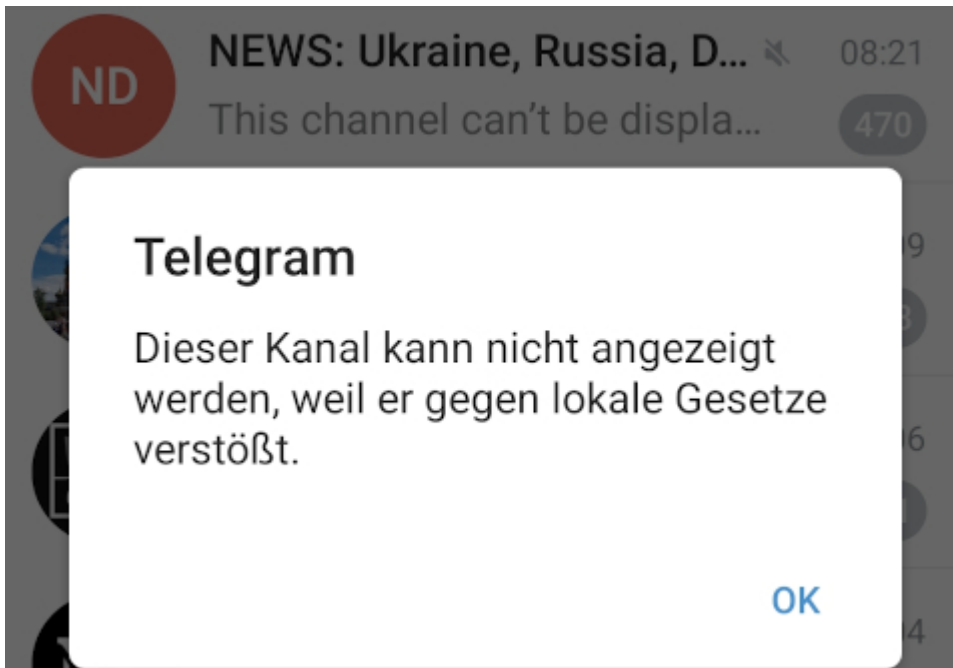 ND
NEWS: Ukraine, Russia, D...
08:21
This channel can't be displa...
470
Telegram
Dieser Kanal kann nicht angezeigt
werden, weil er gegen lokale Gesetze
verstößt.
OK